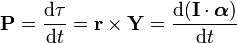 𝐏 = dτ/dt = 𝐫 × 𝐘 = d(𝐈 · 𝜶)/dt